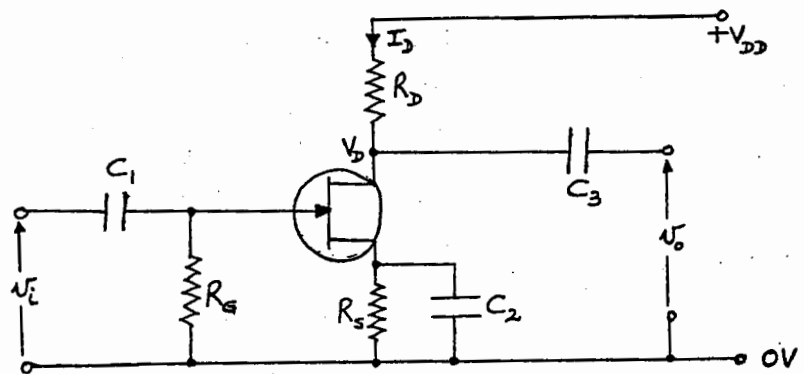 I_D
+V_DD
R_D
V_D
C_1
C_3
v_i
R_G
R_S
C_2
v_o
0V